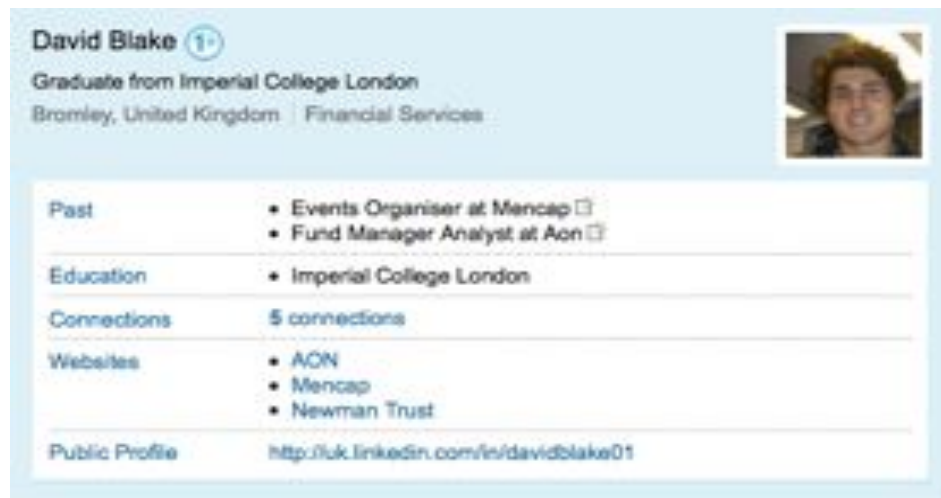 David Blake 1st
Graduate from Imperial College London
Bromley, United Kingdom | Financial Services
Past
• Events Organiser at Mencap
• Fund Manager Analyst at Aon
Education
• Imperial College London
Connections
5 connections
Websites
• AON
• Mencap
• Newman Trust
Public Profile
http://uk.linkedin.com/in/davidblake01